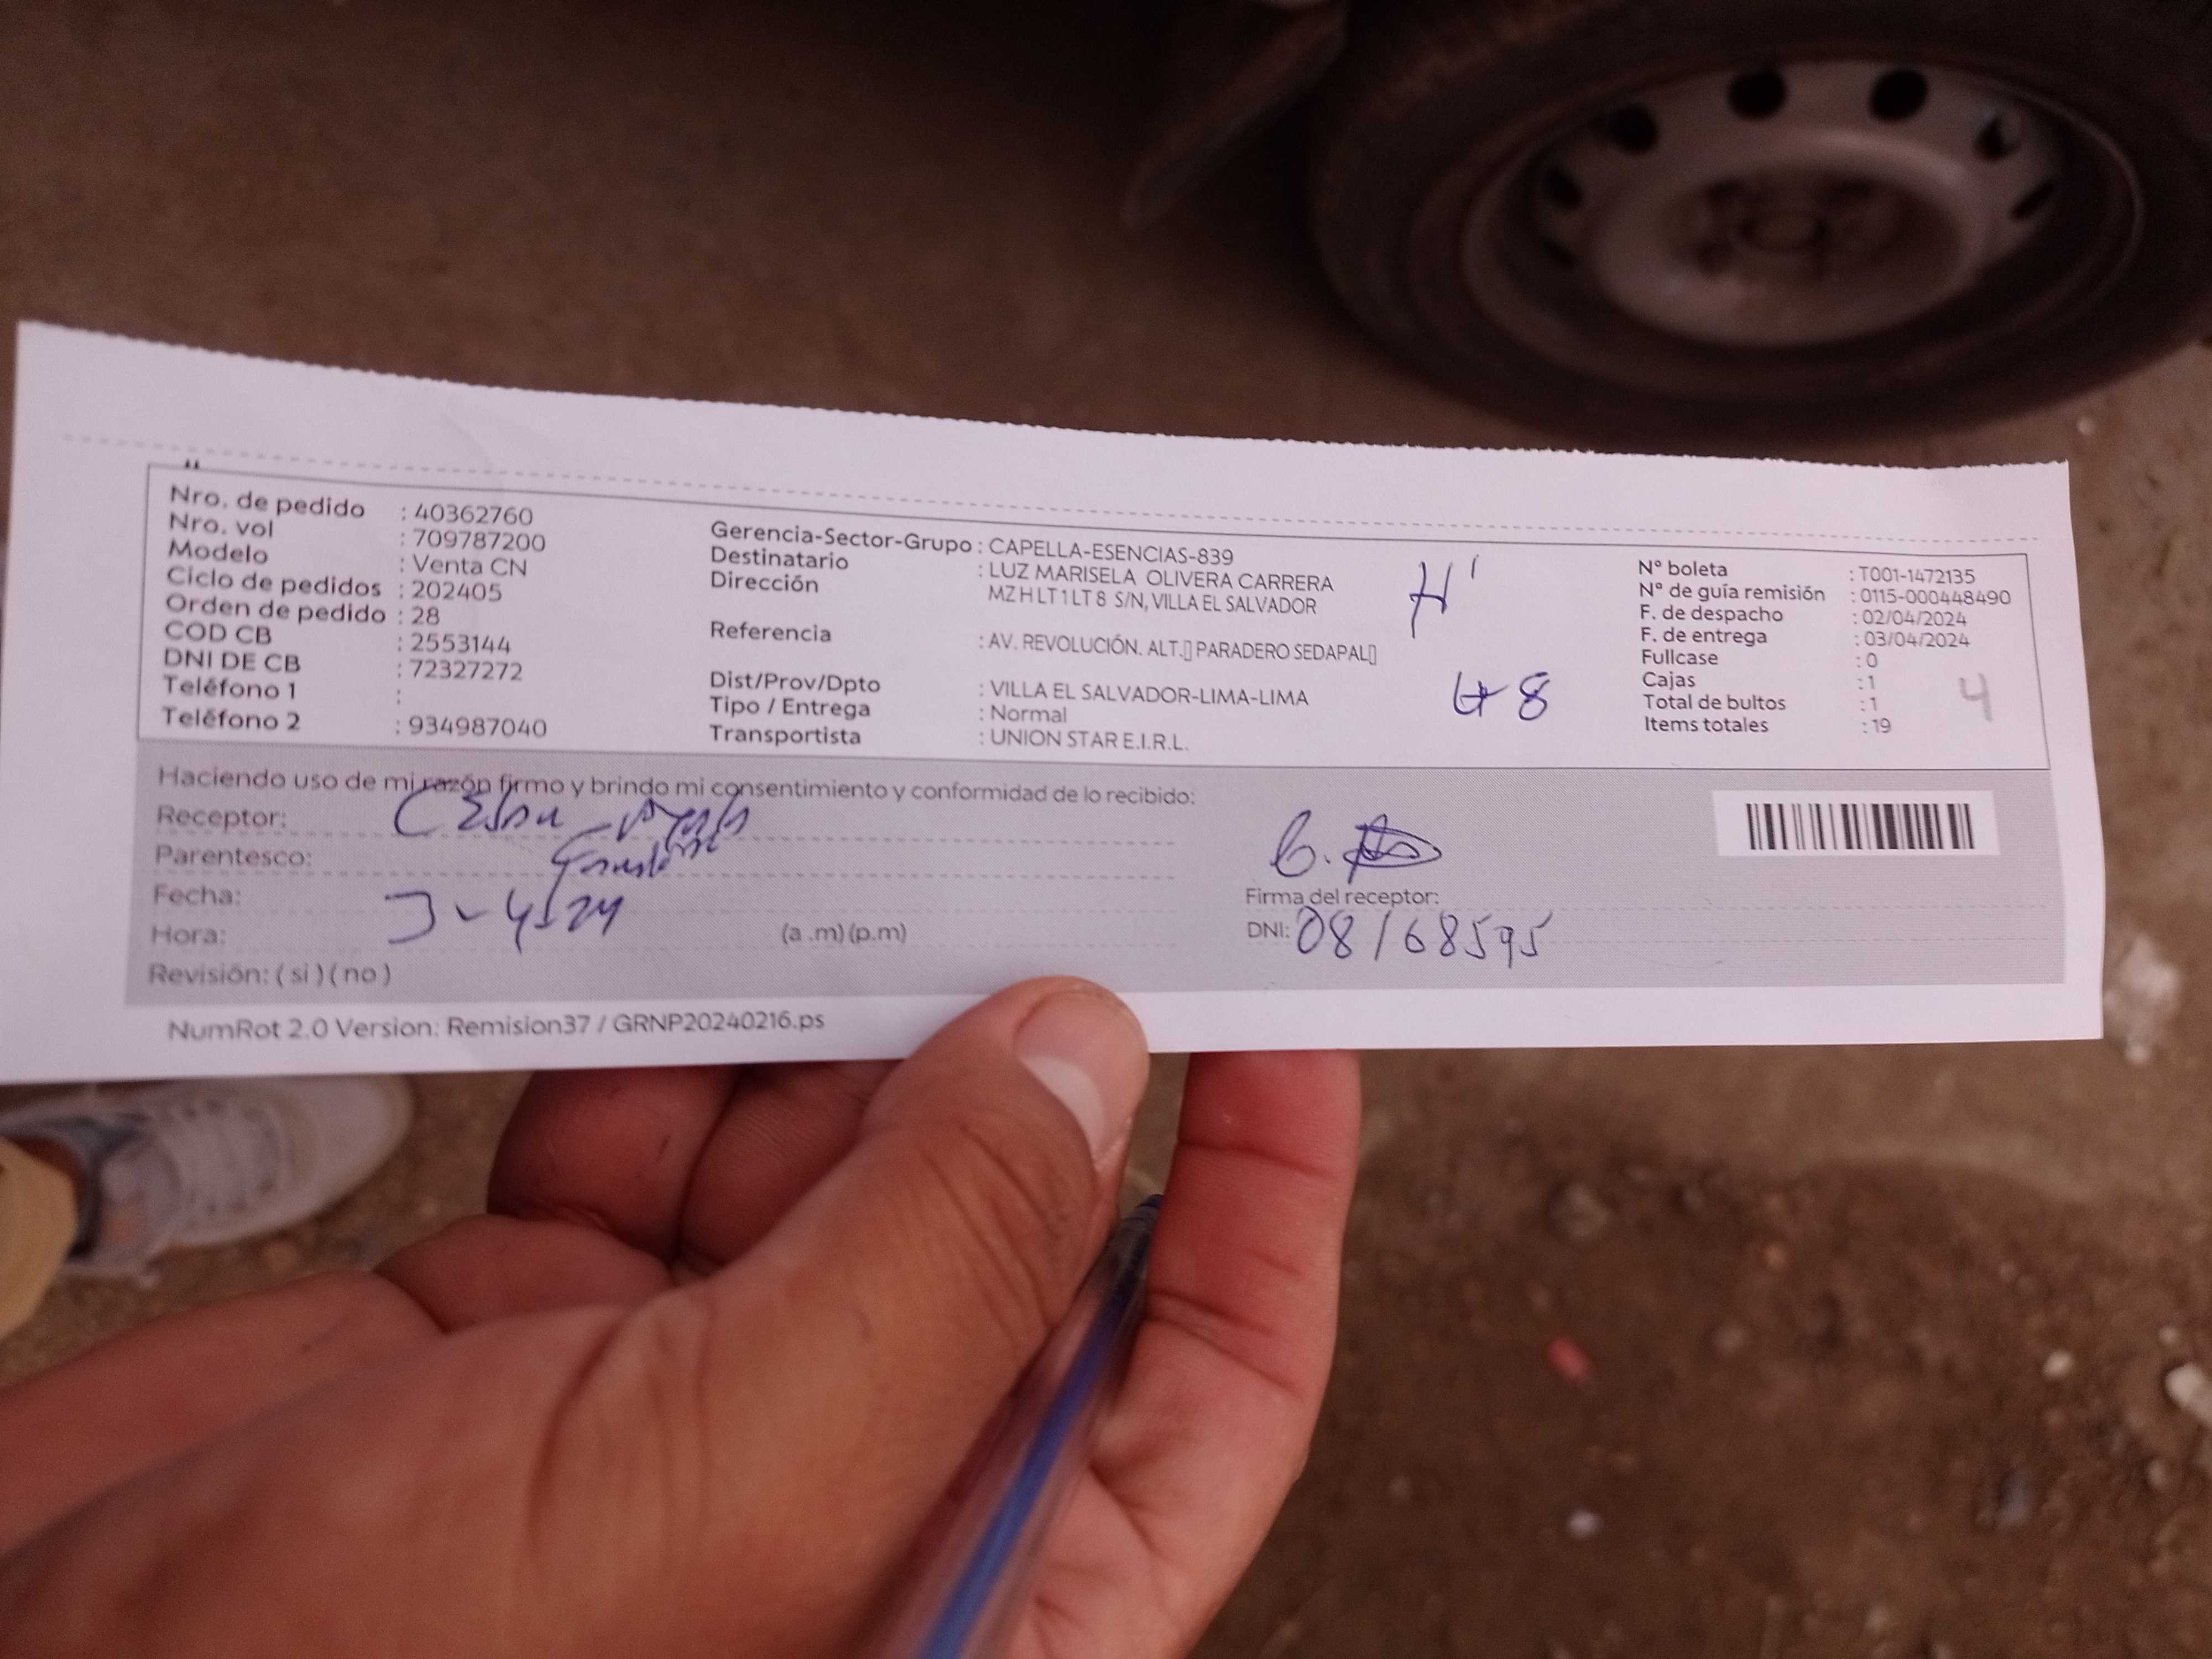 Nro. de pedido : 40362760
Nro. vol : 709787200
Modelo : Venta CN
Ciclo de pedidos : 202405
Orden de pedido : 28
COD CB : 2553144
DNI DE CB : 72327272
Teléfono 1 :
Teléfono 2 : 934987040
Gerencia-Sector-Grupo : CAPELLA-ESENCIAS-839
Destinatario : LUZ MARISELA OLIVERA CARRERA
Dirección MZ H LT 1 LT 8 S/N, VILLA EL SALVADOR
Referencia : AV. REVOLUCIÓN. ALT.▯ PARADERO SEDAPAL▯
Dist/Prov/Dpto : VILLA EL SALVADOR-LIMA-LIMA
Tipo / Entrega : Normal
Transportista : UNION STAR E.I.R.L.
H'
8
N° boleta : T001-1472135
N° de guía remisión : 0115-000448490
F. de despacho : 02/04/2024
F. de entrega : 03/04/2024
Fullcase : 0
Cajas : 1
Total de bultos : 1
Items totales : 19
4
Haciendo uso de mi razón firmo y brindo mi consentimiento y conformidad de lo recibido:
Receptor:
Parentesco:
Fecha: 3-4-24
Hora: (a .m) (p.m)
Revisión: ( si ) ( no )
Firma del receptor:
DNI: 08168595
NumRot 2.0 Version: Remision37 / GRNP20240216.ps